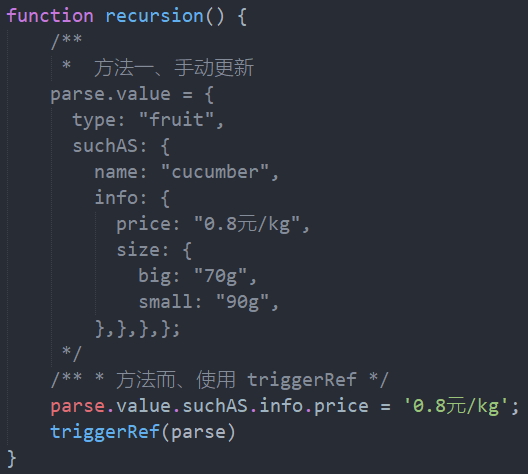 function recursion() {
    /**
     *  方法一、手动更新
    parse.value = {
      type: "fruit",
      suchAS: {
        name: "cucumber",
        info: {
          price: "0.8元/kg",
          size: {
            big: "70g",
            small: "90g",
        },},},};
     */
    /** * 方法而、使用 triggerRef */
    parse.value.suchAS.info.price = '0.8元/kg';
    triggerRef(parse)
}